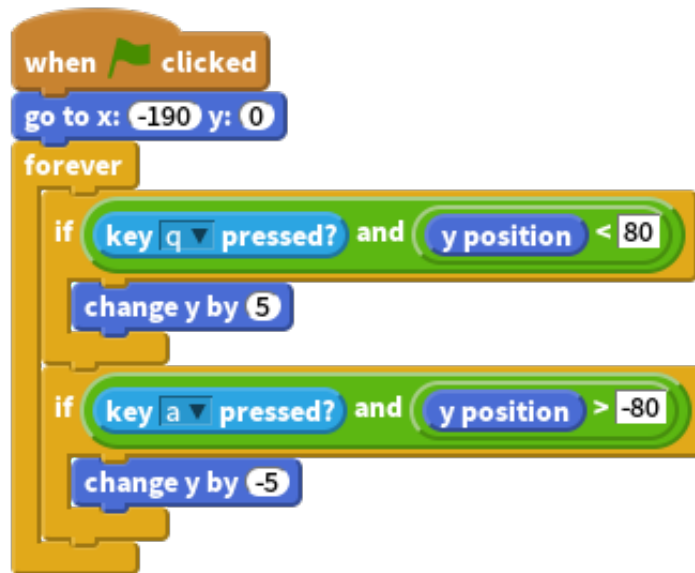 when clicked
go to x: -190 y: 0
forever
if key q pressed? and y position < 80
change y by 5
if key a pressed? and y position > -80
change y by -5